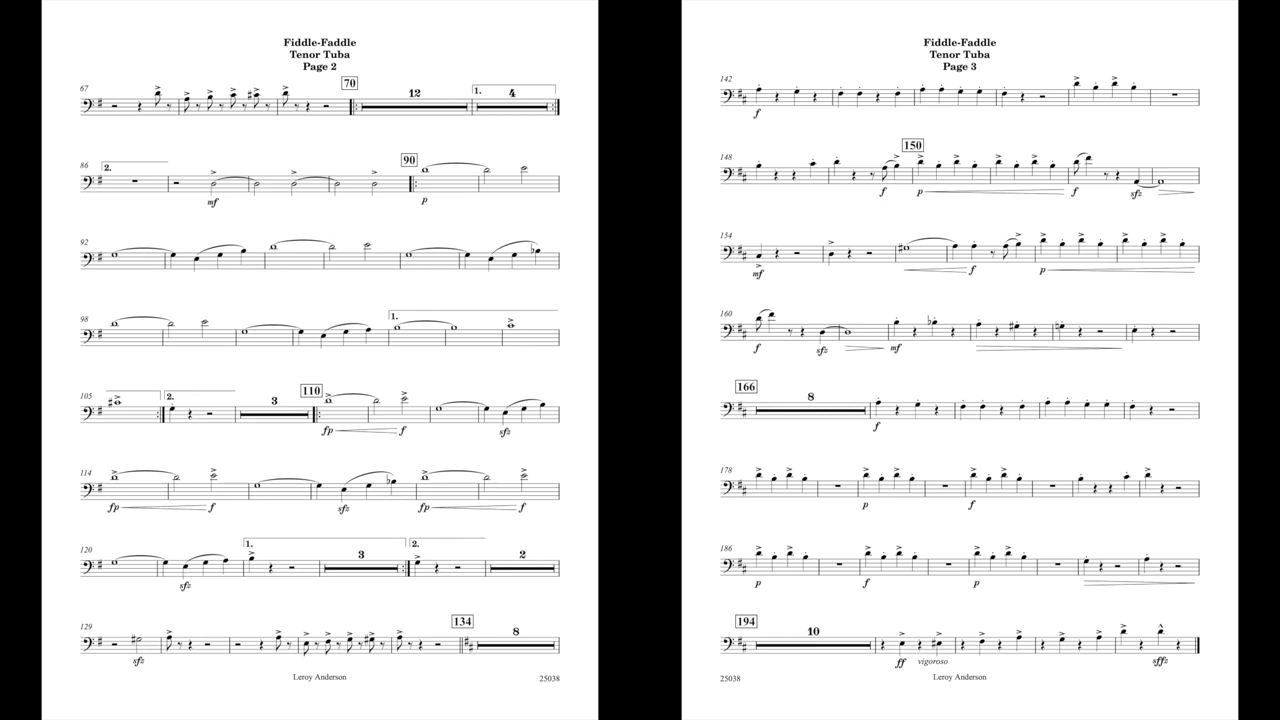 Fiddle-Faddle
Tenor Tuba
Page 2
67
70
12
1.
4
86
2.
mf
90
p
92
98
1.
105
2.
3
110
fp
f
sfz
114
fp
f
sfz
fp
f
120
sfz
1.
3
2.
2
129
sfz
134
8
Leroy Anderson
25038
Fiddle-Faddle
Tenor Tuba
Page 3
142
f
148
f
150
p
f
sfz
154
mf
f
p
160
f
sfz
mf
166
8
f
178
p
f
186
p
f
p
194
10
ff
vigoroso
sffz
25038
Leroy Anderson